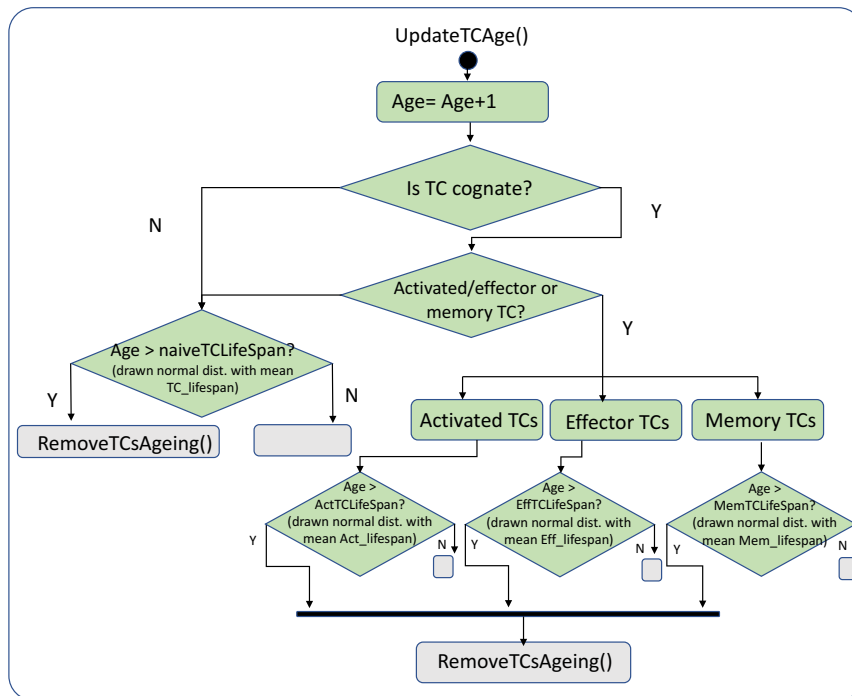 UpdateTCAge()
Age= Age+1
Is TC cognate?
N
Y
Activated/effector or
memory TC?
Y
Age > naiveTCLifeSpan?
(drawn normal dist. with mean
TC_lifespan)
Y
N
RemoveTCsAgeing()
Activated TCs
Effector TCs
Memory TCs
Age >
ActTCLifeSpan?
(drawn normal dist. with
mean Act_lifespan)
Y
N
Age >
EffTCLifeSpan?
(drawn normal dist. with
mean Eff_lifespan)
Y
N
Age >
MemTCLifeSpan?
(drawn normal dist. with
mean Mem_lifespan)
Y
N
RemoveTCsAgeing()